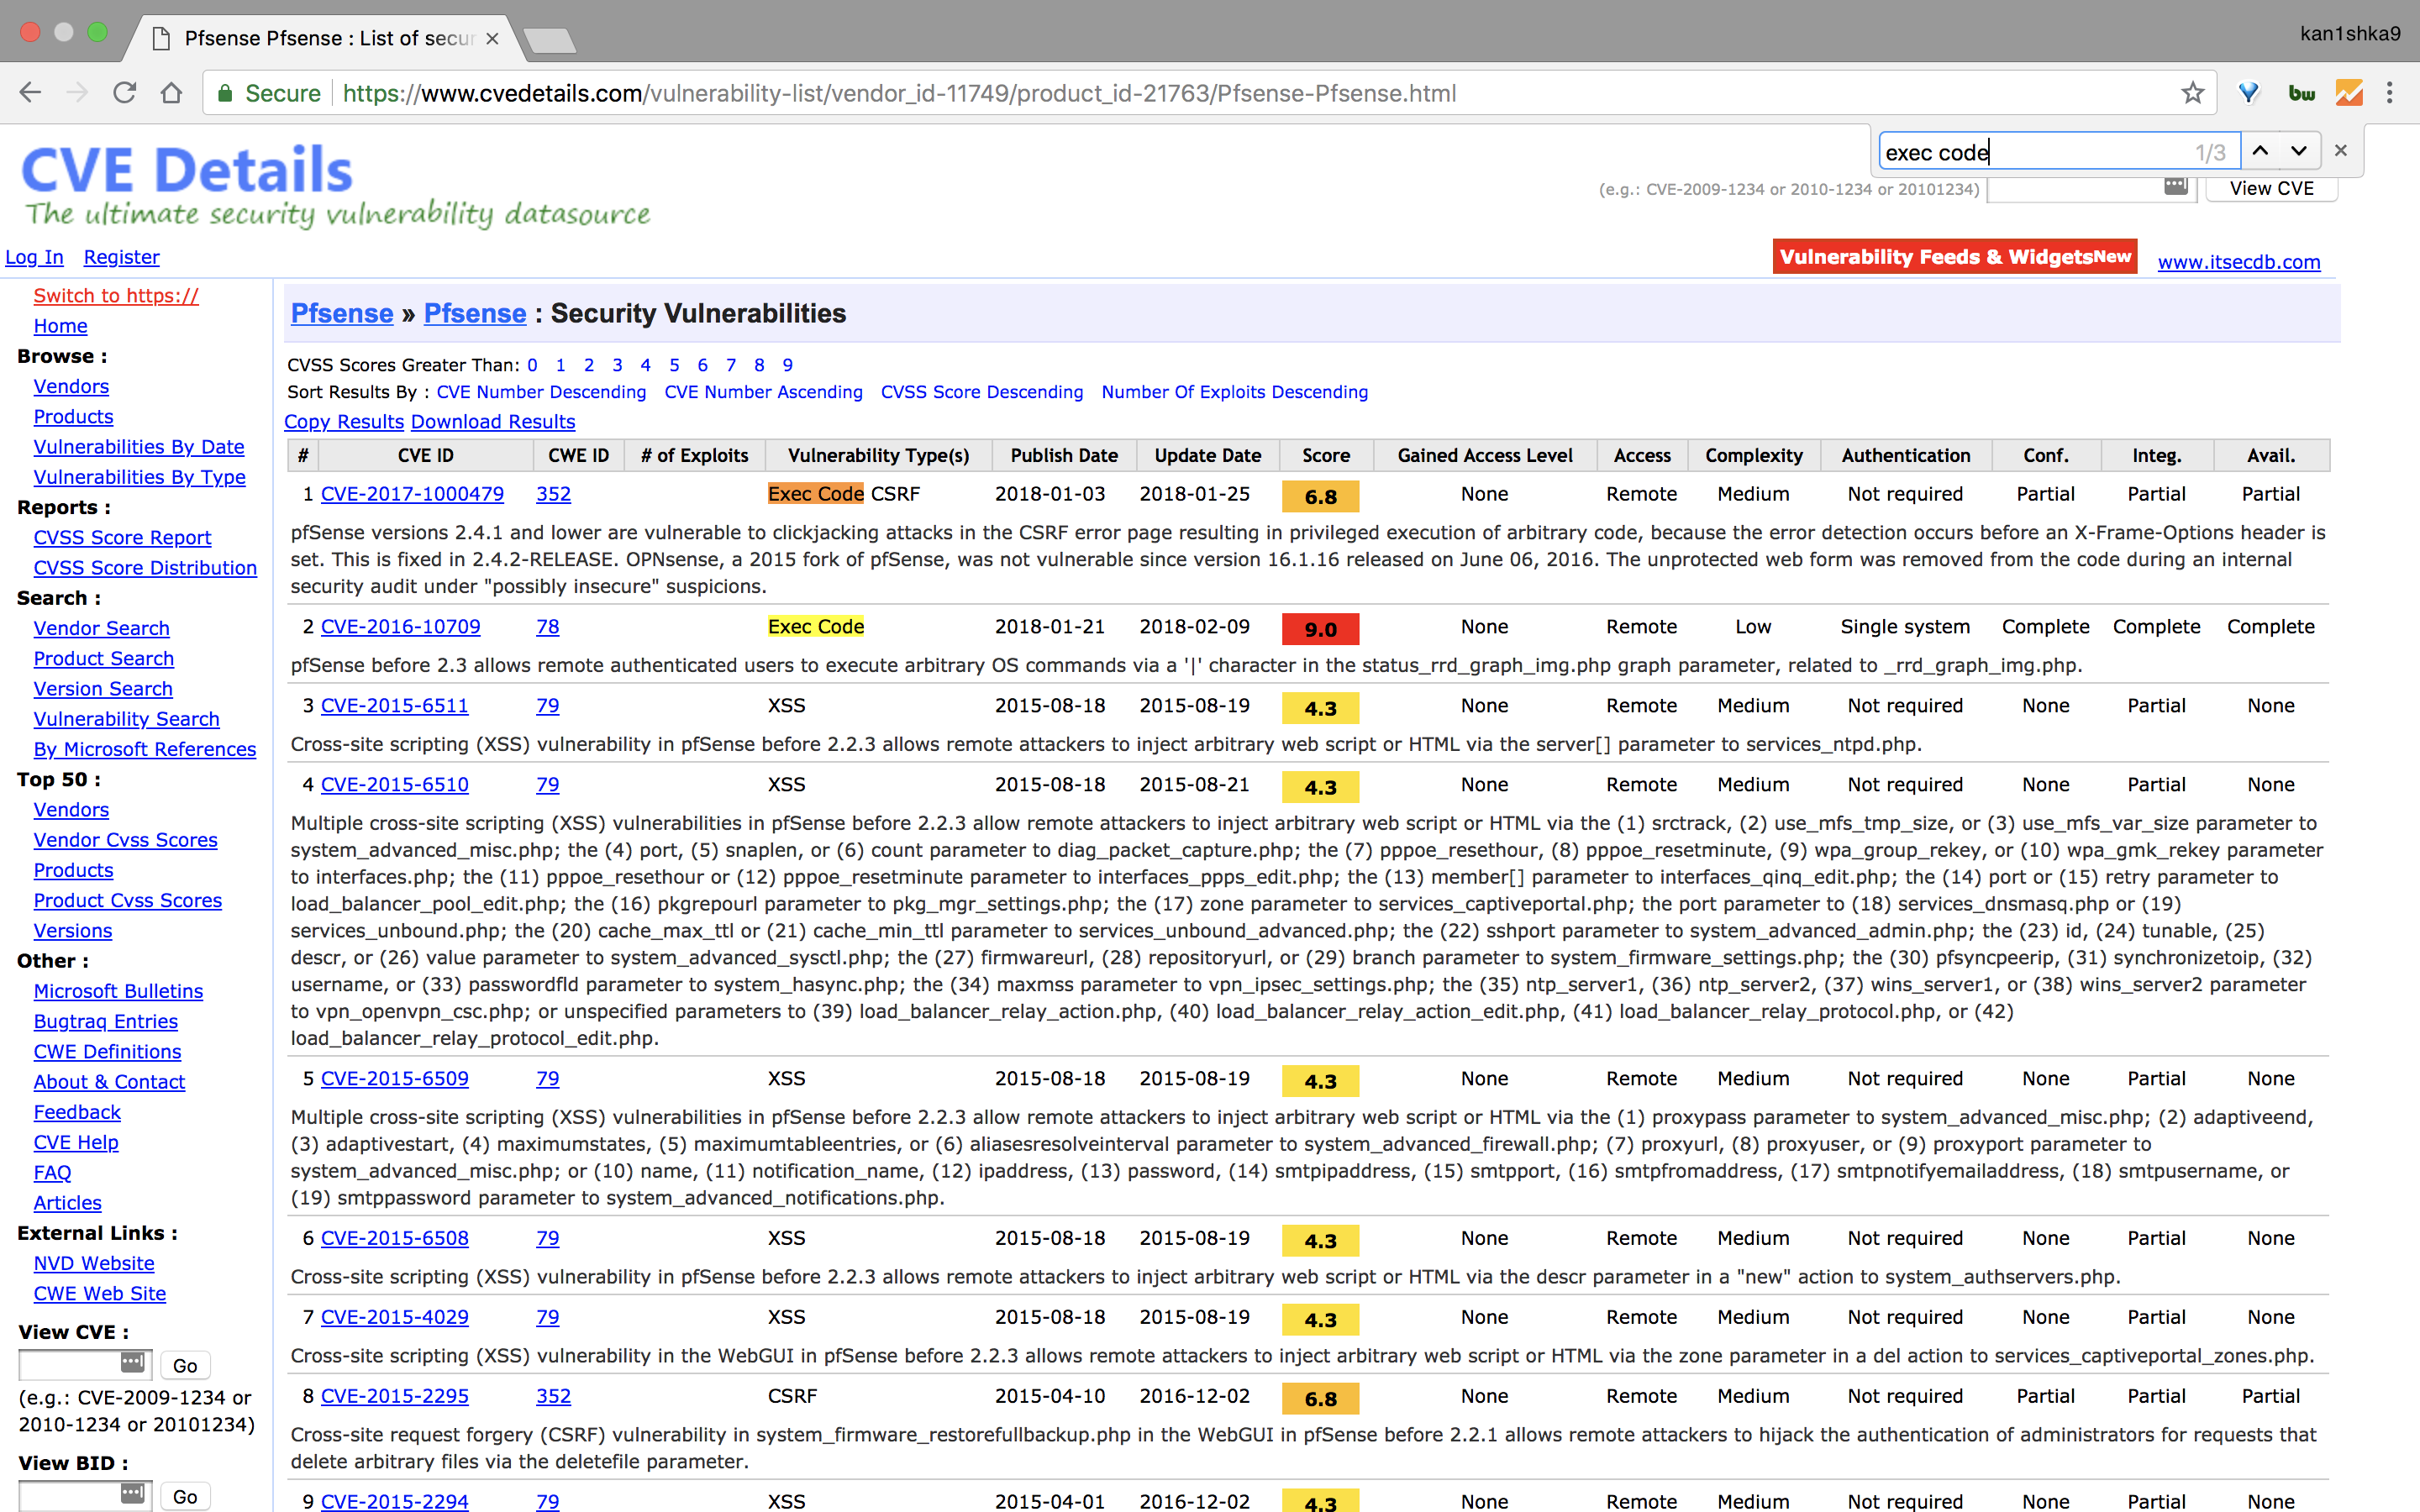 Pfsense Pfsense : List of secur
kan1shka9
Secure https://www.cvedetails.com/vulnerability-list/vendor_id-11749/product_id-21763/Pfsense-Pfsense.html
bw
exec code 1/3
CVE Details
The ultimate security vulnerability datasource
(e.g.: CVE-2009-1234 or 2010-1234 or 20101234) View CVE
Log In Register
Vulnerability Feeds & WidgetsNew www.itsecdb.com
Switch to https://
Home
Browse :
Vendors
Products
Vulnerabilities By Date
Vulnerabilities By Type
Reports :
CVSS Score Report
CVSS Score Distribution
Search :
Vendor Search
Product Search
Version Search
Vulnerability Search
By Microsoft References
Top 50 :
Vendors
Vendor Cvss Scores
Products
Product Cvss Scores
Versions
Other :
Microsoft Bulletins
Bugtraq Entries
CWE Definitions
About & Contact
Feedback
CVE Help
FAQ
Articles
External Links :
NVD Website
CWE Web Site
View CVE :
Go
(e.g.: CVE-2009-1234 or
2010-1234 or 20101234)
View BID :
Go
Pfsense » Pfsense : Security Vulnerabilities
CVSS Scores Greater Than: 0 1 2 3 4 5 6 7 8 9
Sort Results By : CVE Number Descending CVE Number Ascending CVSS Score Descending Number Of Exploits Descending
Copy Results Download Results
# CVE ID CWE ID # of Exploits Vulnerability Type(s) Publish Date Update Date Score Gained Access Level Access Complexity Authentication Conf. Integ. Avail.
1 CVE-2017-1000479 352 Exec Code CSRF 2018-01-03 2018-01-25 6.8 None Remote Medium Not required Partial Partial Partial
pfSense versions 2.4.1 and lower are vulnerable to clickjacking attacks in the CSRF error page resulting in privileged execution of arbitrary code, because the error detection occurs before an X-Frame-Options header is
set. This is fixed in 2.4.2-RELEASE. OPNsense, a 2015 fork of pfSense, was not vulnerable since version 16.1.16 released on June 06, 2016. The unprotected web form was removed from the code during an internal
security audit under "possibly insecure" suspicions.
2 CVE-2016-10709 78 Exec Code 2018-01-21 2018-02-09 9.0 None Remote Low Single system Complete Complete Complete
pfSense before 2.3 allows remote authenticated users to execute arbitrary OS commands via a '|' character in the status_rrd_graph_img.php graph parameter, related to _rrd_graph_img.php.
3 CVE-2015-6511 79 XSS 2015-08-18 2015-08-19 4.3 None Remote Medium Not required None Partial None
Cross-site scripting (XSS) vulnerability in pfSense before 2.2.3 allows remote attackers to inject arbitrary web script or HTML via the server[] parameter to services_ntpd.php.
4 CVE-2015-6510 79 XSS 2015-08-18 2015-08-21 4.3 None Remote Medium Not required None Partial None
Multiple cross-site scripting (XSS) vulnerabilities in pfSense before 2.2.3 allow remote attackers to inject arbitrary web script or HTML via the (1) srctrack, (2) use_mfs_tmp_size, or (3) use_mfs_var_size parameter to
system_advanced_misc.php; the (4) port, (5) snaplen, or (6) count parameter to diag_packet_capture.php; the (7) pppoe_resethour, (8) pppoe_resetminute, (9) wpa_group_rekey, or (10) wpa_gmk_rekey parameter
to interfaces.php; the (11) pppoe_resethour or (12) pppoe_resetminute parameter to interfaces_ppps_edit.php; the (13) member[] parameter to interfaces_qinq_edit.php; the (14) port or (15) retry parameter to
load_balancer_pool_edit.php; the (16) pkgrepourl parameter to pkg_mgr_settings.php; the (17) zone parameter to services_captiveportal.php; the port parameter to (18) services_dnsmasq.php or (19)
services_unbound.php; the (20) cache_max_ttl or (21) cache_min_ttl parameter to services_unbound_advanced.php; the (22) sshport parameter to system_advanced_admin.php; the (23) id, (24) tunable, (25)
descr, or (26) value parameter to system_advanced_sysctl.php; the (27) firmwareurl, (28) repositoryurl, or (29) branch parameter to system_firmware_settings.php; the (30) pfsyncpeerip, (31) synchronizetoip, (32)
username, or (33) passwordfld parameter to system_hasync.php; the (34) maxmss parameter to vpn_ipsec_settings.php; the (35) ntp_server1, (36) ntp_server2, (37) wins_server1, or (38) wins_server2 parameter
to vpn_openvpn_csc.php; or unspecified parameters to (39) load_balancer_relay_action.php, (40) load_balancer_relay_action_edit.php, (41) load_balancer_relay_protocol.php, or (42)
load_balancer_relay_protocol_edit.php.
5 CVE-2015-6509 79 XSS 2015-08-18 2015-08-19 4.3 None Remote Medium Not required None Partial None
Multiple cross-site scripting (XSS) vulnerabilities in pfSense before 2.2.3 allow remote attackers to inject arbitrary web script or HTML via the (1) proxypass parameter to system_advanced_misc.php; (2) adaptiveend,
(3) adaptivestart, (4) maximumstates, (5) maximumtableentries, or (6) aliasesresolveinterval parameter to system_advanced_firewall.php; (7) proxyurl, (8) proxyuser, or (9) proxyport parameter to
system_advanced_misc.php; or (10) name, (11) notification_name, (12) ipaddress, (13) password, (14) smtpipaddress, (15) smtpport, (16) smtpfromaddress, (17) smtpnotifyemailaddress, (18) smtpusername, or
(19) smtppassword parameter to system_advanced_notifications.php.
6 CVE-2015-6508 79 XSS 2015-08-18 2015-08-19 4.3 None Remote Medium Not required None Partial None
Cross-site scripting (XSS) vulnerability in pfSense before 2.2.3 allows remote attackers to inject arbitrary web script or HTML via the descr parameter in a "new" action to system_authservers.php.
7 CVE-2015-4029 79 XSS 2015-08-18 2015-08-19 4.3 None Remote Medium Not required None Partial None
Cross-site scripting (XSS) vulnerability in the WebGUI in pfSense before 2.2.3 allows remote attackers to inject arbitrary web script or HTML via the zone parameter in a del action to services_captiveportal_zones.php.
8 CVE-2015-2295 352 CSRF 2015-04-10 2016-12-02 6.8 None Remote Medium Not required Partial Partial Partial
Cross-site request forgery (CSRF) vulnerability in system_firmware_restorefullbackup.php in the WebGUI in pfSense before 2.2.1 allows remote attackers to hijack the authentication of administrators for requests that
delete arbitrary files via the deletefile parameter.
9 CVE-2015-2294 79 XSS 2015-04-01 2016-12-02 4.3 None Remote Medium Not required None Partial None